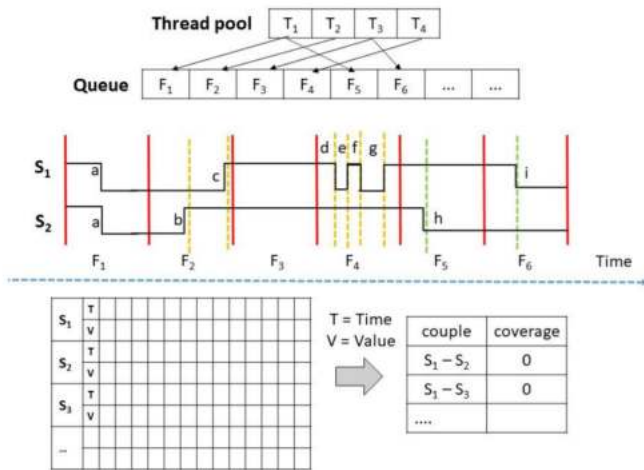 Thread pool T1 T2 T3 T4
Queue F1 F2 F3 F4 F5 F6 ... ...
d e f g
S1 a c i
S2 a b h
F1 F2 F3 F4 F5 F6 Time
S1 T
V
S2 T
V
S3 T
V
...
T = Time
V = Value
couple coverage
S1 – S2 0
S1 – S3 0
....